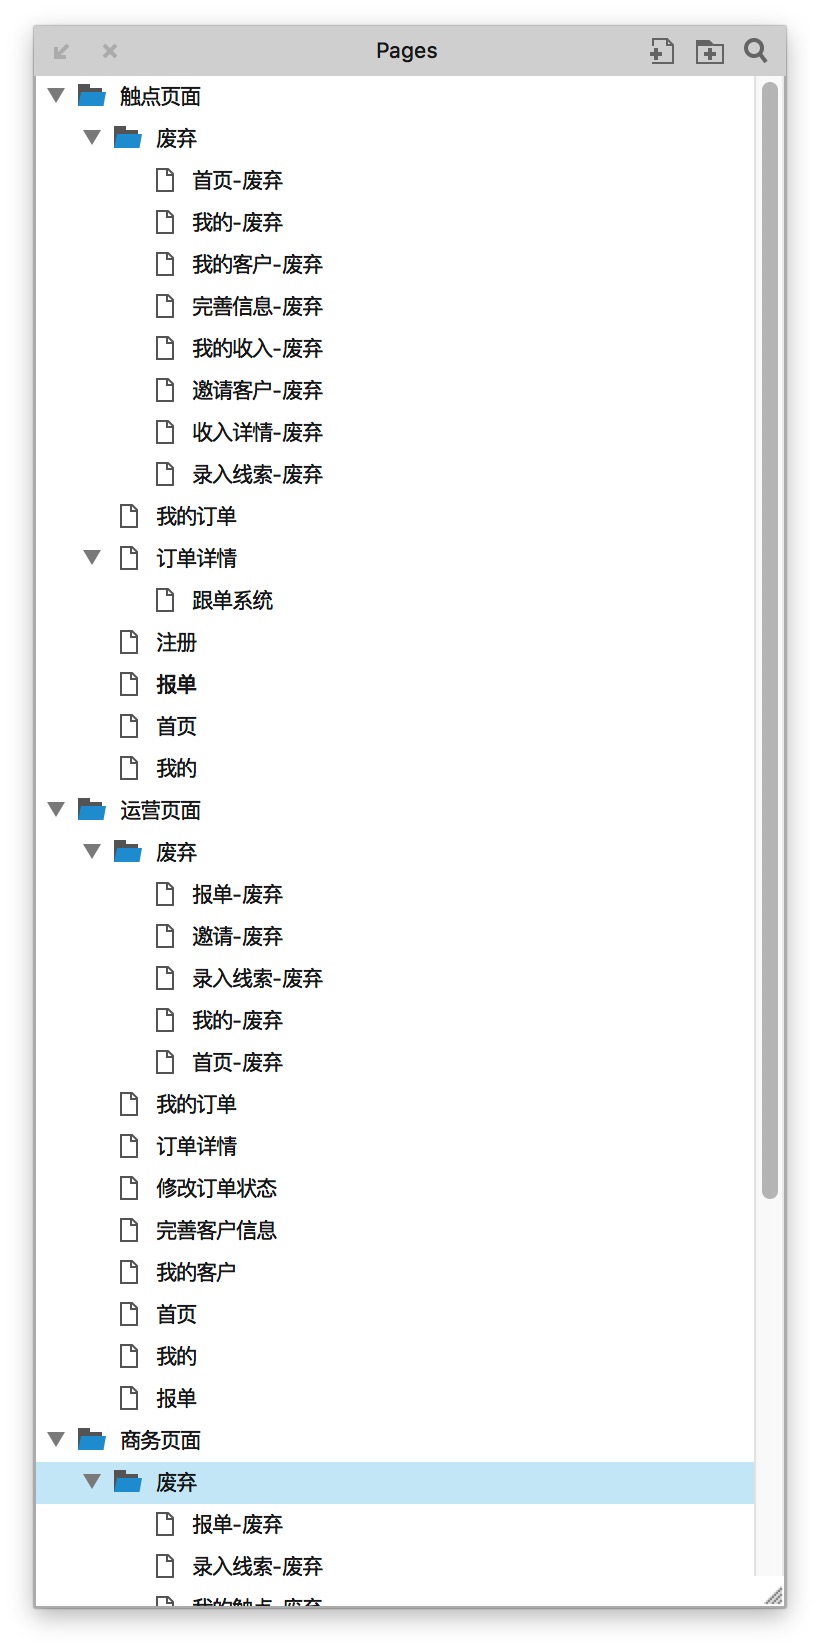 Pages
触点页面
废弃
首页-废弃
我的-废弃
我的客户-废弃
完善信息-废弃
我的收入-废弃
邀请客户-废弃
收入详情-废弃
录入线索-废弃
我的订单
订单详情
跟单系统
注册
报单
首页
我的
运营页面
废弃
报单-废弃
邀请-废弃
录入线索-废弃
我的-废弃
首页-废弃
我的订单
订单详情
修改订单状态
完善客户信息
我的客户
首页
我的
报单
商务页面
废弃
报单-废弃
录入线索-废弃
我的触点-废弃